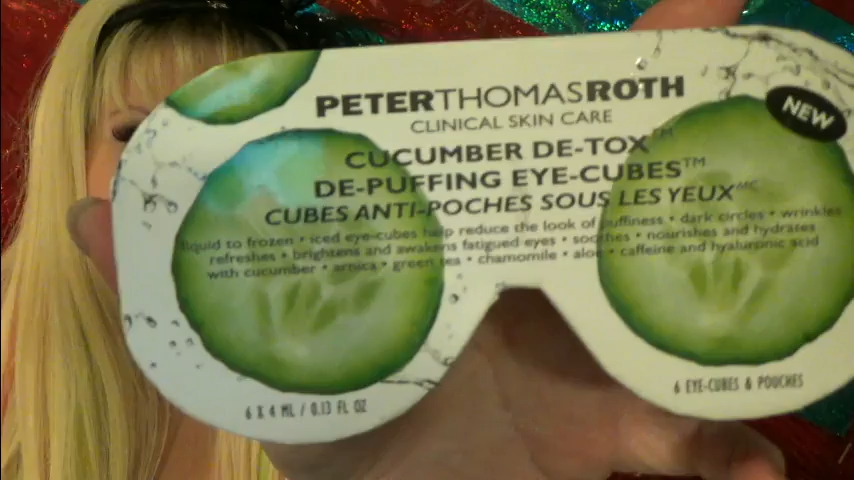 PETERTHOMASROTH
CLINICAL SKIN CARE
NEW
CUCUMBER DE-TOX™
DE-PUFFING EYE-CUBES™
CUBES ANTI-POCHES SOUS LES YEUX MC
liquid to frozen • iced eye-cubes help reduce the look of puffiness • dark circles • wrinkles
refreshes • brightens and awakens fatigued eyes • soothes • nourishes and hydrates
with cucumber • arnica • green tea • chamomile • aloe • caffeine and hyaluronic acid
6 EYE-CUBES & POUCHES
6 X 4 ML / 0.13 FL OZ